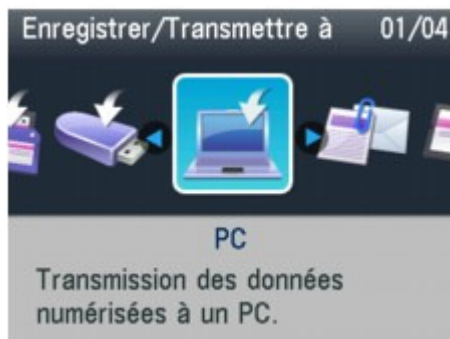 Enregistrer/Transmettre à 01/04
PC
Transmission des données
numérisées à un PC.